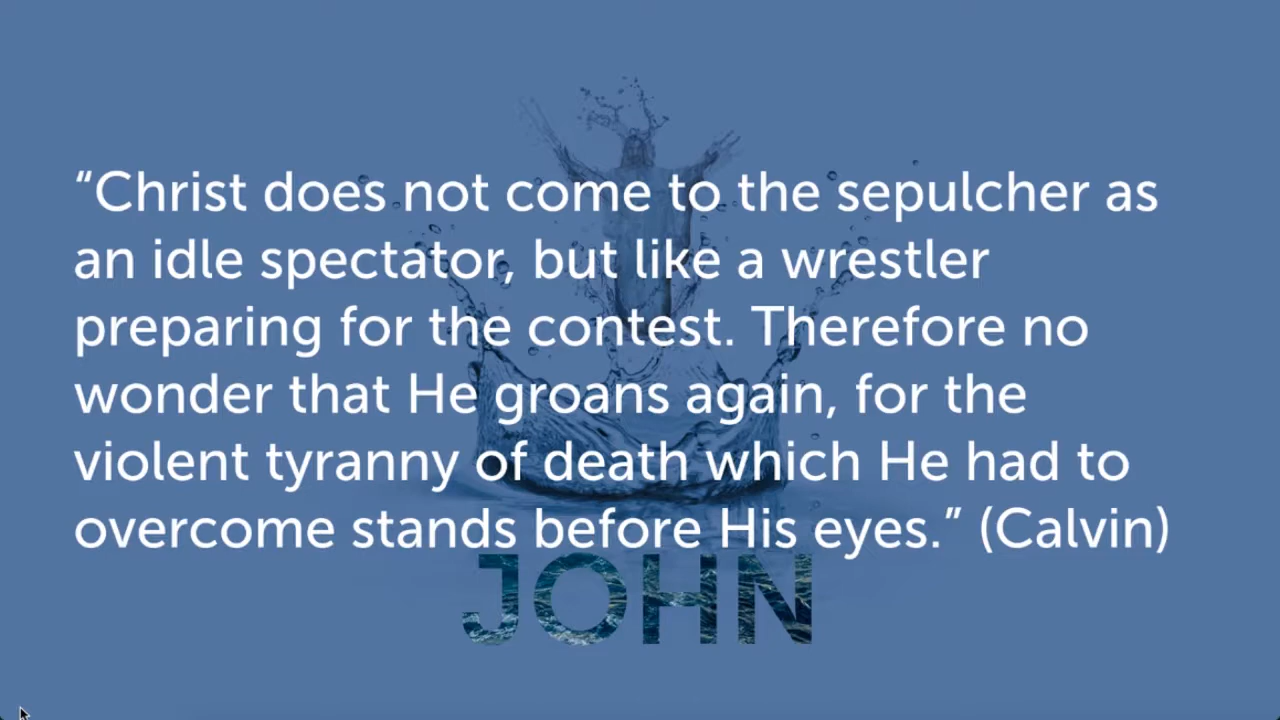 “Christ does not come to the sepulcher as
an idle spectator, but like a wrestler
preparing for the contest. Therefore no
wonder that He groans again, for the
violent tyranny of death which He had to
overcome stands before His eyes.” (Calvin)
JOHN